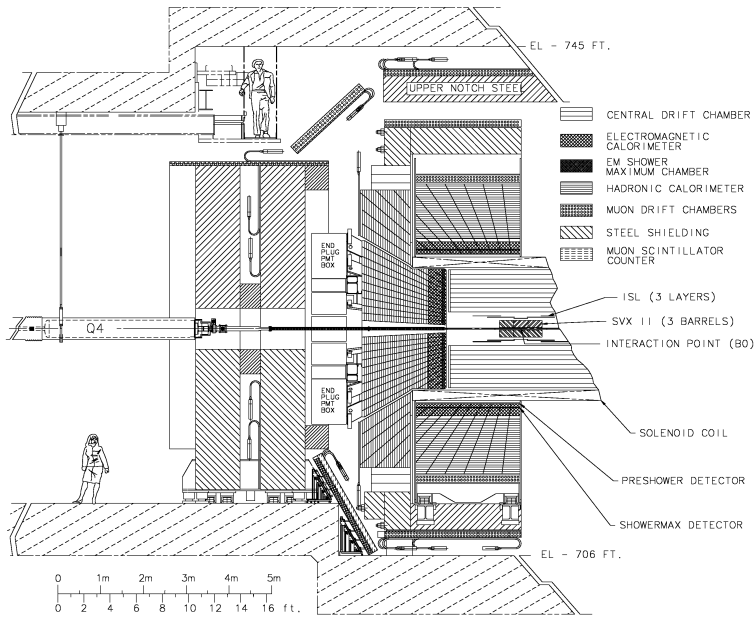 EL - 745 FT.
UPPER NOTCH STEEL
CENTRAL DRIFT CHAMBER
ELECTROMAGNETIC
CALORIMETER
EM SHOWER
MAXIMUM CHAMBER
HADRONIC CALORIMETER
MUON DRIFT CHAMBERS
STEEL SHIELDING
MUON SCINTILLATOR
COUNTER
END
PLUG
PMT
BOX
ISL (3 LAYERS)
Q4
SVX II (3 BARRELS)
INTERACTION POINT (B0)
END
PLUG
PMT
BOX
SOLENOID COIL
PRESHOWER DETECTOR
SHOWERMAX DETECTOR
EL - 706 FT.
0 1m 2m 3m 4m 5m
0 2 4 6 8 10 12 14 16 ft.